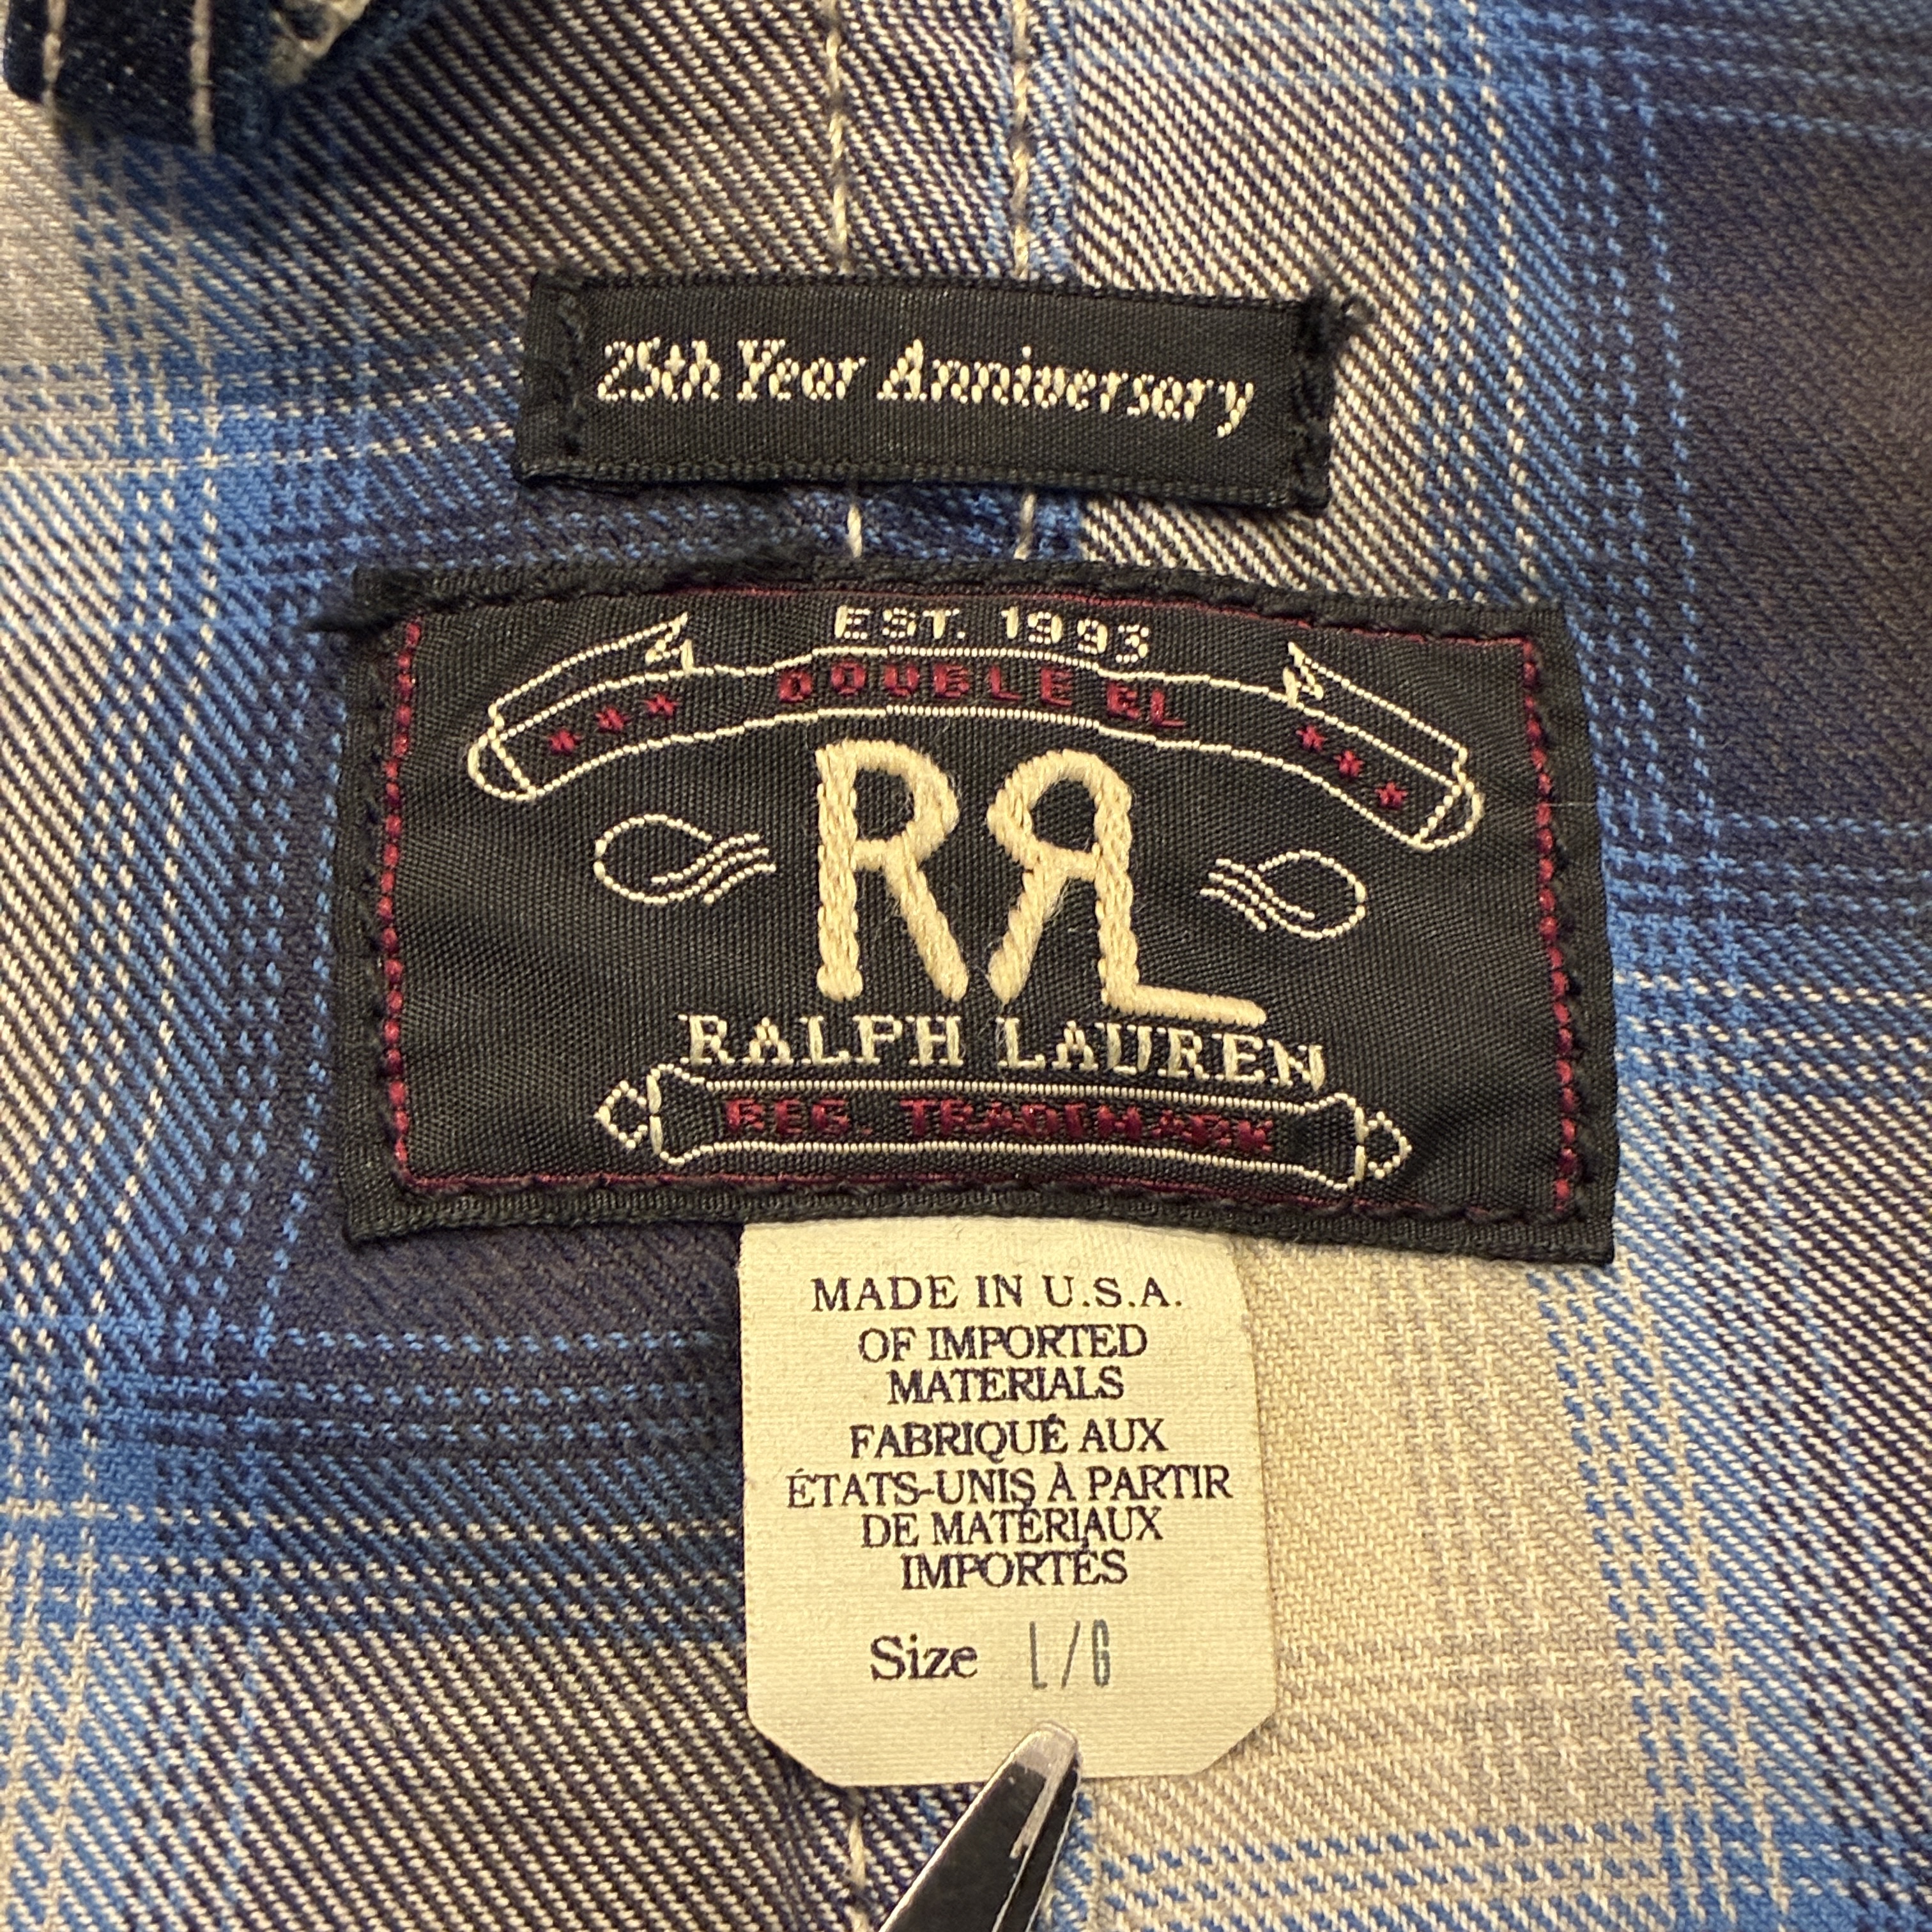 25th Year Anniversary
EST. 1993
DOUBLE RL
RRL
RALPH LAUREN
REG. TRADEMARK
MADE IN U.S.A.
OF IMPORTED
MATERIALS
FABRIQUÉ AUX
ÉTATS-UNIS À PARTIR
DE MATÉRIAUX
IMPORTÉS
Size L/G